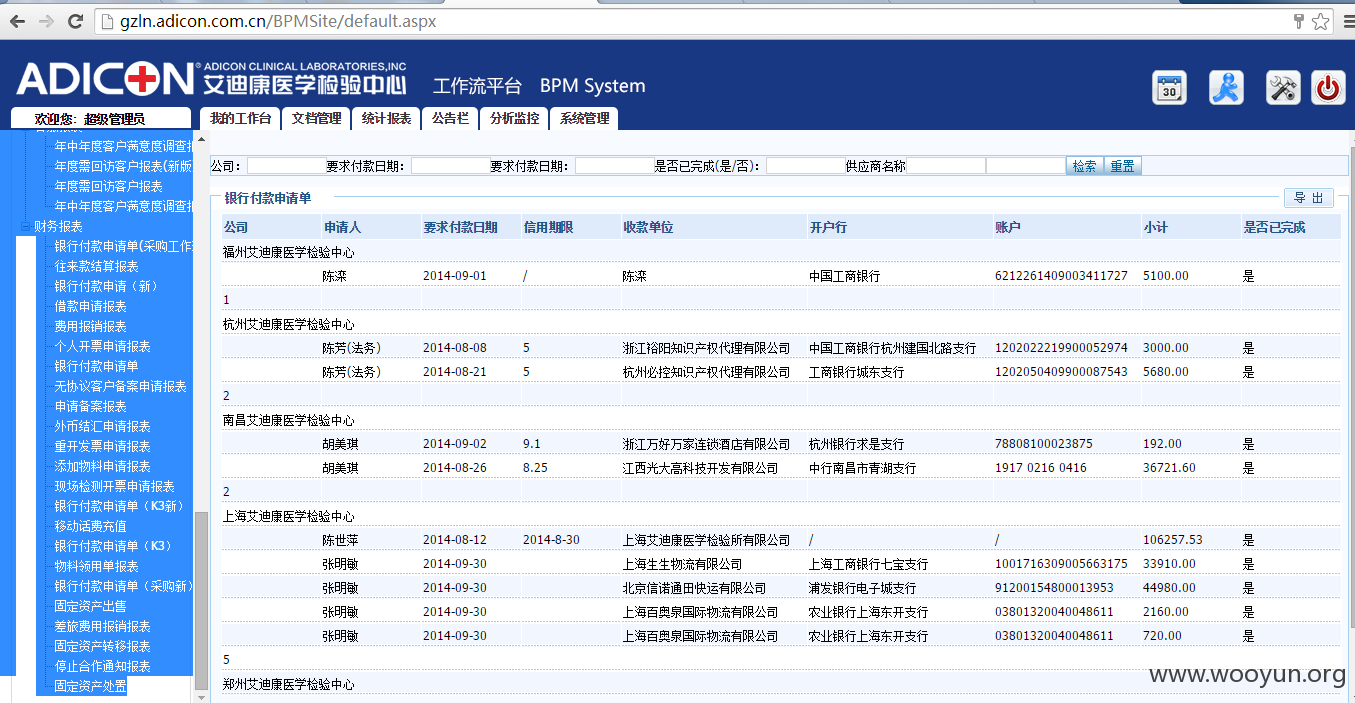 gzln.adicon.com.cn/BPMSite/default.aspx
ADICON® ADICON CLINICAL LABORATORIES,INC
艾迪康医学检验中心 工作流平台 BPM System
30
欢迎您: 超级管理员 我的工作台 文档管理 统计报表 公告栏 分析监控 系统管理
年中年度客户满意度调查报
年度需回访客户报表(新版
年度需回访客户报表
年中年度客户满意度调查报
财务报表
银行付款申请单(采购工作
往来款结算报表
银行付款申请（新）
借款申请报表
费用报销报表
个人开票申请报表
银行付款申请单
无协议客户备案申请报表
申请备案报表
外币结汇申请报表
重开发票申请报表
添加物料申请报表
现场检测开票申请报表
银行付款申请单（K3新）
移动话费充值
银行付款申请单（K3）
物料领用单报表
银行付款申请单（采购新）
固定资产出售
差旅费用报销报表
固定资产转移报表
停止合作通知报表
固定资产处置
公司: 要求付款日期: 要求付款日期: 是否已完成(是/否): 供应商名称 检索 重置
银行付款申请单 导 出
公司 申请人 要求付款日期 信用期限 收款单位 开户行 账户 小计 是否已完成
福州艾迪康医学检验中心
陈滦 2014-09-01 / 陈滦 中国工商银行 6212261409003411727 5100.00 是
1
杭州艾迪康医学检验中心
陈芳(法务) 2014-08-08 5 浙江裕阳知识产权代理有限公司 中国工商银行杭州建国北路支行 1202022219900052974 3000.00 是
陈芳(法务) 2014-08-21 5 杭州必控知识产权代理有限公司 工商银行城东支行 1202050409900087543 5680.00 是
2
南昌艾迪康医学检验中心
胡美琪 2014-09-02 9.1 浙江万好万家连锁酒店有限公司 杭州银行求是支行 78808100023875 192.00 是
胡美琪 2014-08-26 8.25 江西光大高科技开发有限公司 中行南昌市青湖支行 1917 0216 0416 36721.60 是
2
上海艾迪康医学检验中心
陈世萍 2014-08-12 2014-8-30 上海艾迪康医学检验所有限公司 / / 106257.53 是
张明敏 2014-09-30 上海生生物流有限公司 上海工商银行七宝支行 1001716309005663175 33910.00 是
张明敏 2014-09-30 北京信诺通田快运有限公司 浦发银行电子城支行 91200154800013953 44980.00 是
张明敏 2014-09-30 上海百奥泉国际物流有限公司 农业银行上海东开支行 03801320040048611 2160.00 是
张明敏 2014-09-30 上海百奥泉国际物流有限公司 农业银行上海东开支行 03801320040048611 720.00 是
5
郑州艾迪康医学检验中心
www.wooyun.org